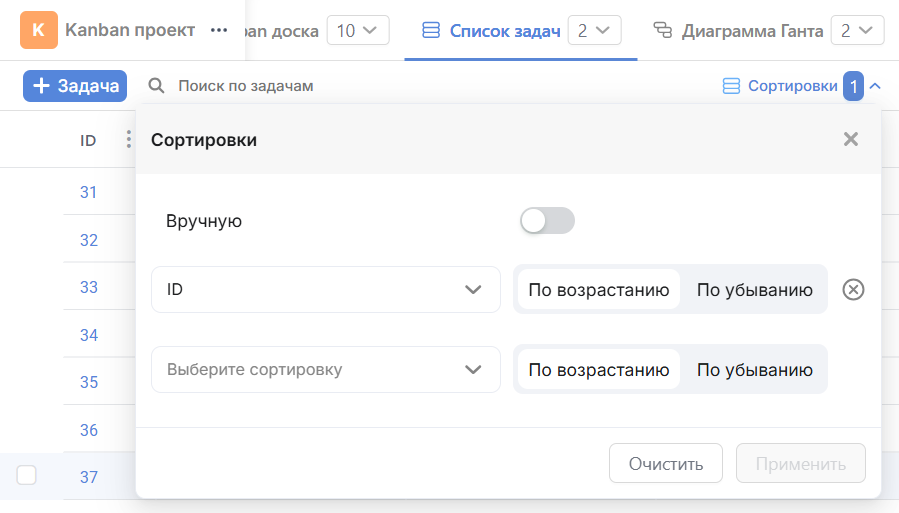 K Kanban проект ... ban доска 10 Список задач 2 Диаграмма Ганта 2
+ Задача Поиск по задачам Сортировки 1
ID Сортировки
31
Вручную
32
33 ID По возрастанию По убыванию
34
35 Выберите сортировку По возрастанию По убыванию
36
37 Очистить Применить